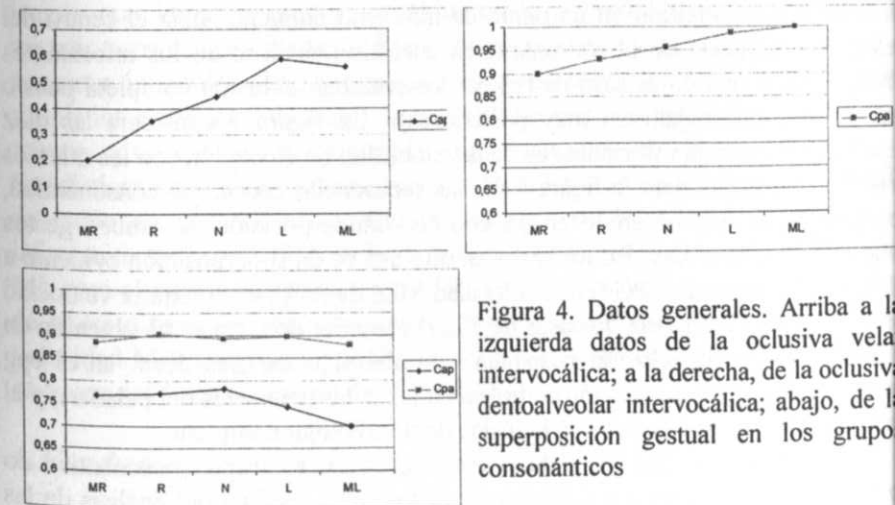 0,7
0,6
0,5
0,4
0,3
0,2
0,1
0
MR R N L ML
Cap
1
0,95
0,9
0,85
0,8
0,75
0,7
0,65
0,6
MR R N L ML
Cpa
1
0,95
0,9
0,85
0,8
0,75
0,7
0,65
0,6
MR R N L ML
Cap
Cpa
Figura 4. Datos generales. Arriba a la
izquierda datos de la oclusiva vela
intervocálica; a la derecha, de la oclusiva
dentoalveolar intervocálica; abajo, de la
superposición gestual en los grupo
consonánticos